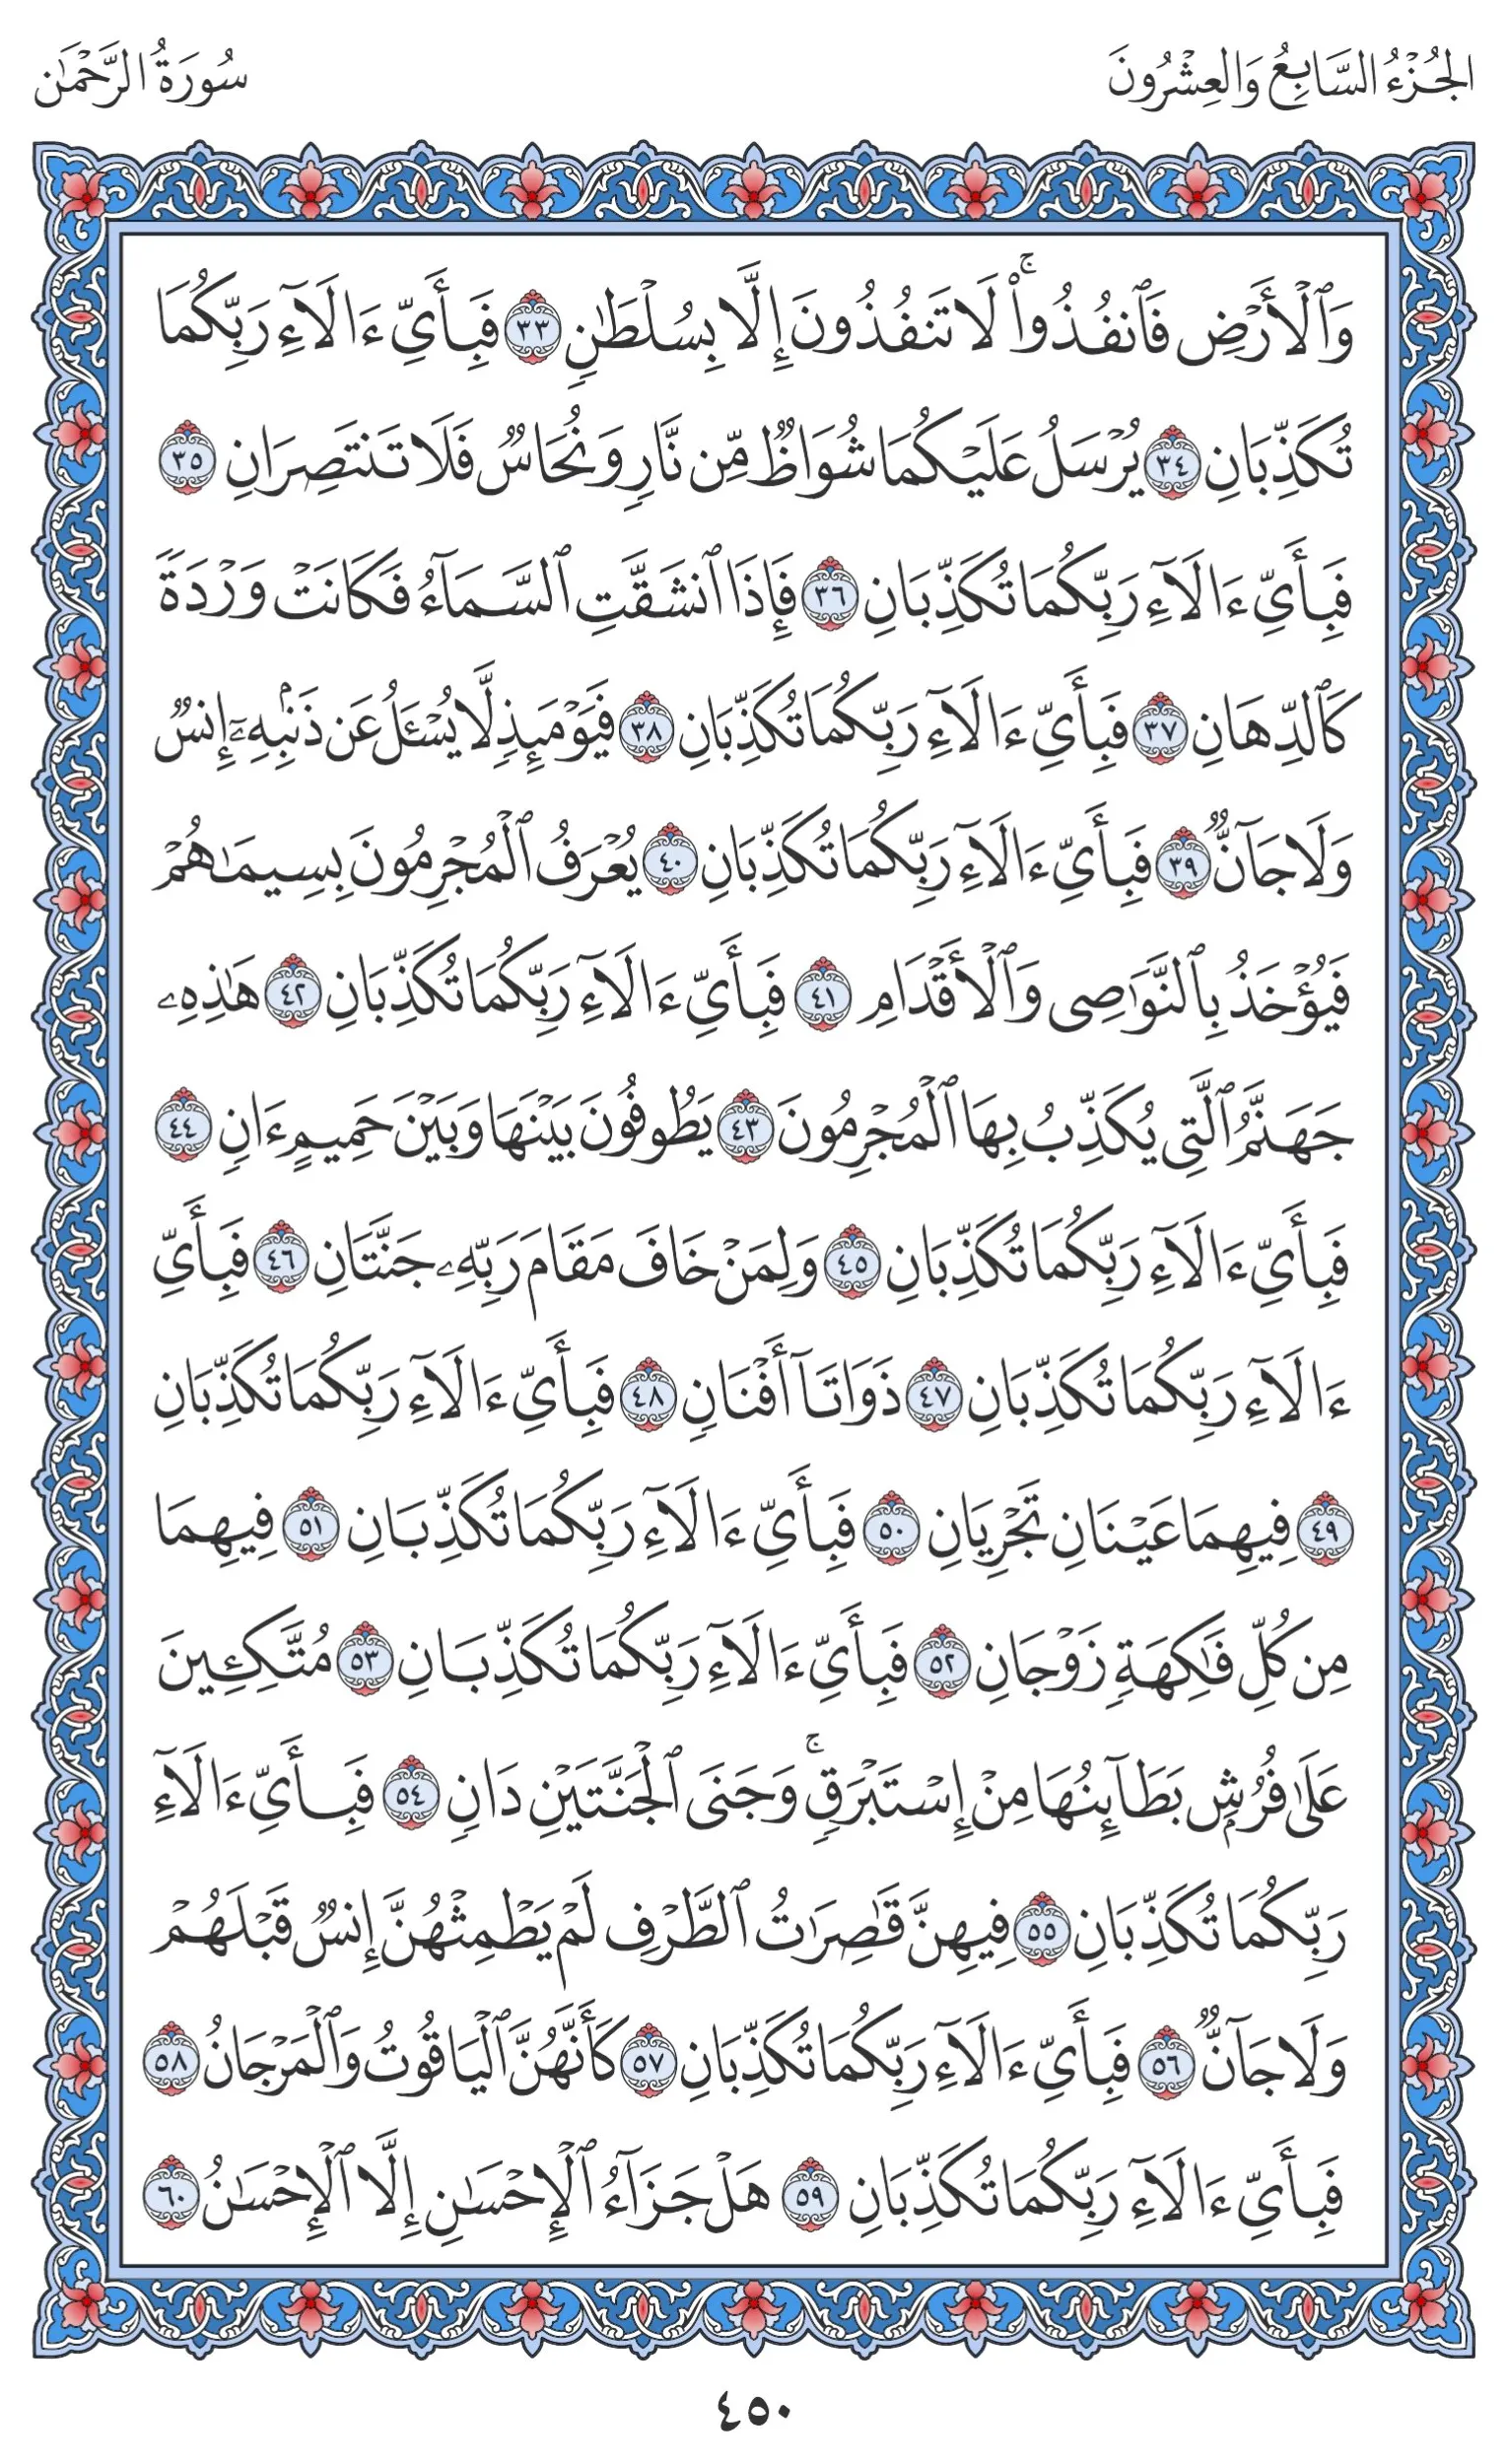 الجُزْءُ السَّابِعُ وَالعِشْرُونَ
سُورَةُ الرَّحْمَٰن
وَٱلْأَرْضِ فَٱنفُذُوا۟ ۚ لَا تَنفُذُونَ إِلَّا بِسُلْطَٰنٍ ٣٣ فَبِأَىِّ ءَالَآءِ رَبِّكُمَا
تُكَذِّبَانِ ٣٤ يُرْسَلُ عَلَيْكُمَا شُوَاظٌ مِّن نَّارٍ وَنُحَاسٌ فَلَا تَنتَصِرَانِ ٣٥
فَبِأَىِّ ءَالَآءِ رَبِّكُمَا تُكَذِّبَانِ ٣٦ فَإِذَا ٱنشَقَّتِ ٱلسَّمَآءُ فَكَانَتْ وَرْدَةً
كَٱلدِّهَانِ ٣٧ فَبِأَىِّ ءَالَآءِ رَبِّكُمَا تُكَذِّبَانِ ٣٨ فَيَوْمَئِذٍ لَّا يُسْـَٔلُ عَن ذَنۢبِهِۦٓ إِنسٌ
وَلَا جَآنٌّ ٣٩ فَبِأَىِّ ءَالَآءِ رَبِّكُمَا تُكَذِّبَانِ ٤٠ يُعْرَفُ ٱلْمُجْرِمُونَ بِسِيمَٰهُمْ
فَيُؤْخَذُ بِٱلنَّوَٰصِى وَٱلْأَقْدَامِ ٤١ فَبِأَىِّ ءَالَآءِ رَبِّكُمَا تُكَذِّبَانِ ٤٢ هَٰذِهِۦ
جَهَنَّمُ ٱلَّتِى يُكَذِّبُ بِهَا ٱلْمُجْرِمُونَ ٤٣ يَطُوفُونَ بَيْنَهَا وَبَيْنَ حَمِيمٍ ءَانٍ ٤٤
فَبِأَىِّ ءَالَآءِ رَبِّكُمَا تُكَذِّبَانِ ٤٥ وَلِمَنْ خَافَ مَقَامَ رَبِّهِۦ جَنَّتَانِ ٤٦ فَبِأَىِّ
ءَالَآءِ رَبِّكُمَا تُكَذِّبَانِ ٤٧ ذَوَاتَآ أَفْنَانٍ ٤٨ فَبِأَىِّ ءَالَآءِ رَبِّكُمَا تُكَذِّبَانِ
٤٩ فِيهِمَا عَيْنَانِ تَجْرِيَانِ ٥٠ فَبِأَىِّ ءَالَآءِ رَبِّكُمَا تُكَذِّبَانِ ٥١ فِيهِمَا
مِن كُلِّ فَٰكِهَةٍ زَوْجَانِ ٥٢ فَبِأَىِّ ءَالَآءِ رَبِّكُمَا تُكَذِّبَانِ ٥٣ مُتَّكِـِٔينَ
عَلَىٰ فُرُشٍۭ بَطَآئِنُهَا مِنْ إِسْتَبْرَقٍ ۚ وَجَنَى ٱلْجَنَّتَيْنِ دَانٍ ٥٤ فَبِأَىِّ ءَالَآءِ
رَبِّكُمَا تُكَذِّبَانِ ٥٥ فِيهِنَّ قَٰصِرَٰتُ ٱلطَّرْفِ لَمْ يَطْمِثْهُنَّ إِنسٌ قَبْلَهُمْ
وَلَا جَآنٌّ ٥٦ فَبِأَىِّ ءَالَآءِ رَبِّكُمَا تُكَذِّبَانِ ٥٧ كَأَنَّهُنَّ ٱلْيَاقُوتُ وَٱلْمَرْجَانُ ٥٨
فَبِأَىِّ ءَالَآءِ رَبِّكُمَا تُكَذِّبَانِ ٥٩ هَلْ جَزَآءُ ٱلْإِحْسَٰنِ إِلَّا ٱلْإِحْسَٰنُ ٦٠
٤٥٠